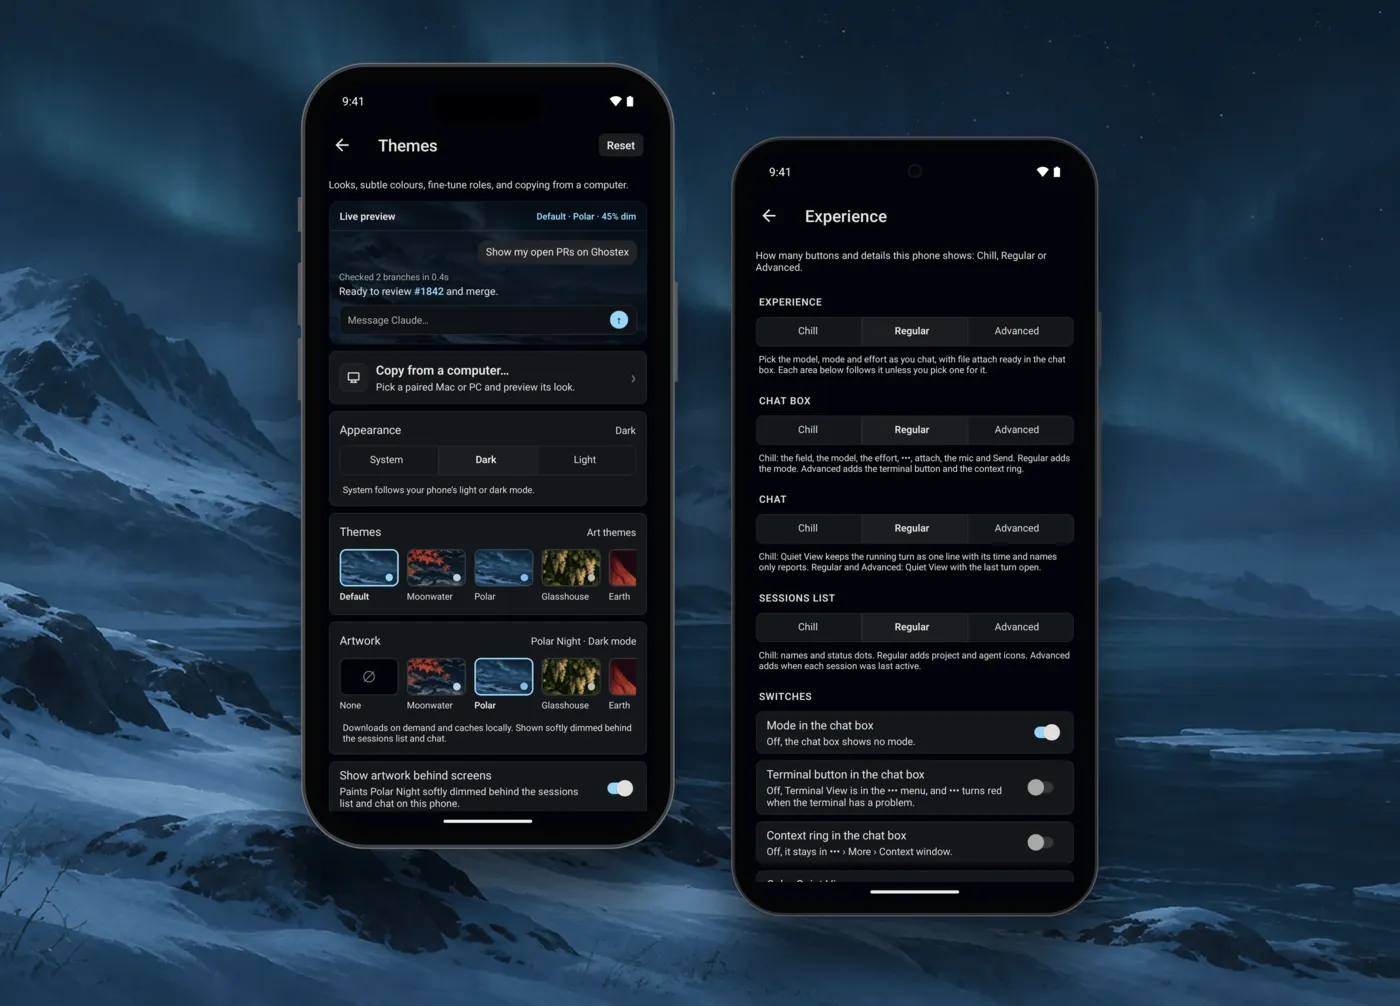 9:41
Themes
Reset
Looks, subtle colours, fine-tune roles, and copying from a computer.
Live preview
Default · Polar · 45% dim
Show my open PRs on Ghostex
Checked 2 branches in 0.4s
Ready to review #1842 and merge.
Message Claude…
Copy from a computer…
Pick a paired Mac or PC and preview its look.
Appearance
Dark
System
Dark
Light
System follows your phone's light or dark mode.
Themes
Art themes
Default
Moonwater
Polar
Glasshouse
Earth
Artwork
Polar Night · Dark mode
None
Moonwater
Polar
Glasshouse
Earth
Downloads on demand and caches locally. Shown softly dimmed behind
the sessions list and chat.
Show artwork behind screens
Paints Polar Night softly dimmed behind the sessions
list and chat on this phone.
9:41
Experience
How many buttons and details this phone shows: Chill, Regular or
Advanced.
EXPERIENCE
Chill
Regular
Advanced
Pick the model, mode and effort as you chat, with file attach ready in the chat
box. Each area below follows it unless you pick one for it.
CHAT BOX
Chill
Regular
Advanced
Chill: the field, the model, the effort, •••, attach, the mic and Send. Regular adds
the mode. Advanced adds the terminal button and the context ring.
CHAT
Chill
Regular
Advanced
Chill: Quiet View keeps the running turn as one line with its time and names
only reports. Regular and Advanced: Quiet View with the last turn open.
SESSIONS LIST
Chill
Regular
Advanced
Chill: names and status dots. Regular adds project and agent icons. Advanced
adds when each session was last active.
SWITCHES
Mode in the chat box
Off, the chat box shows no mode.
Terminal button in the chat box
Off, Terminal View is in the ••• menu, and ••• turns red
when the terminal has a problem.
Context ring in the chat box
Off, it stays in ••• › More › Context window.